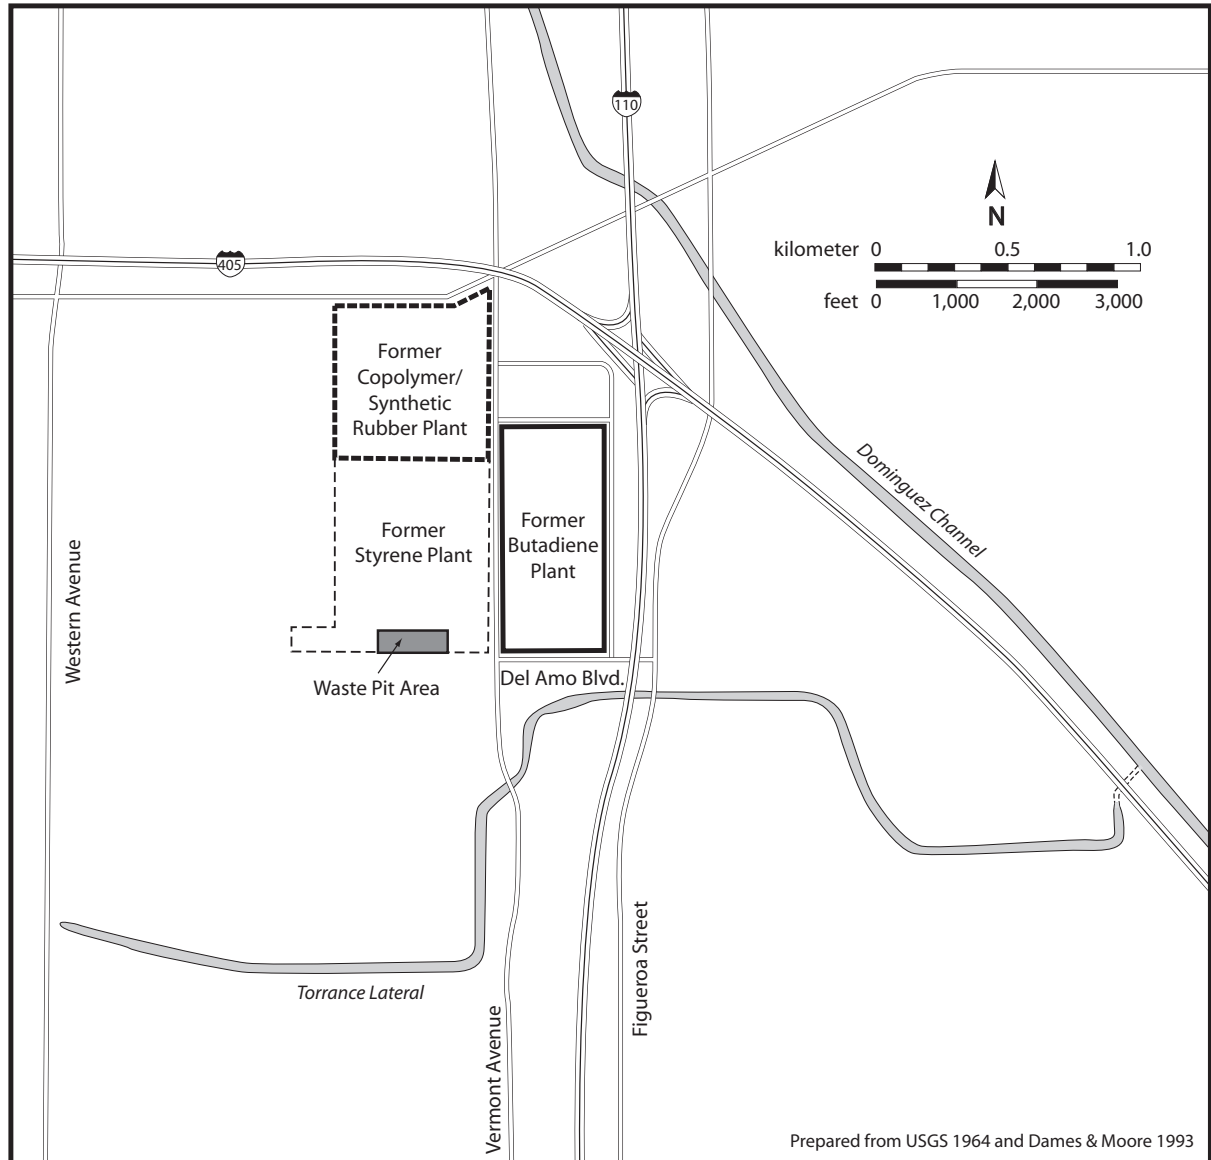 110
N
kilometer 0 0.5 1.0
feet 0 1,000 2,000 3,000
405
Former
Copolymer/
Synthetic
Rubber Plant
Former
Styrene Plant
Former
Butadiene
Plant
Dominguez Channel
Western Avenue
Waste Pit Area
Del Amo Blvd.
Torrance Lateral
Vermont Avenue
Figueroa Street
Prepared from USGS 1964 and Dames & Moore 1993